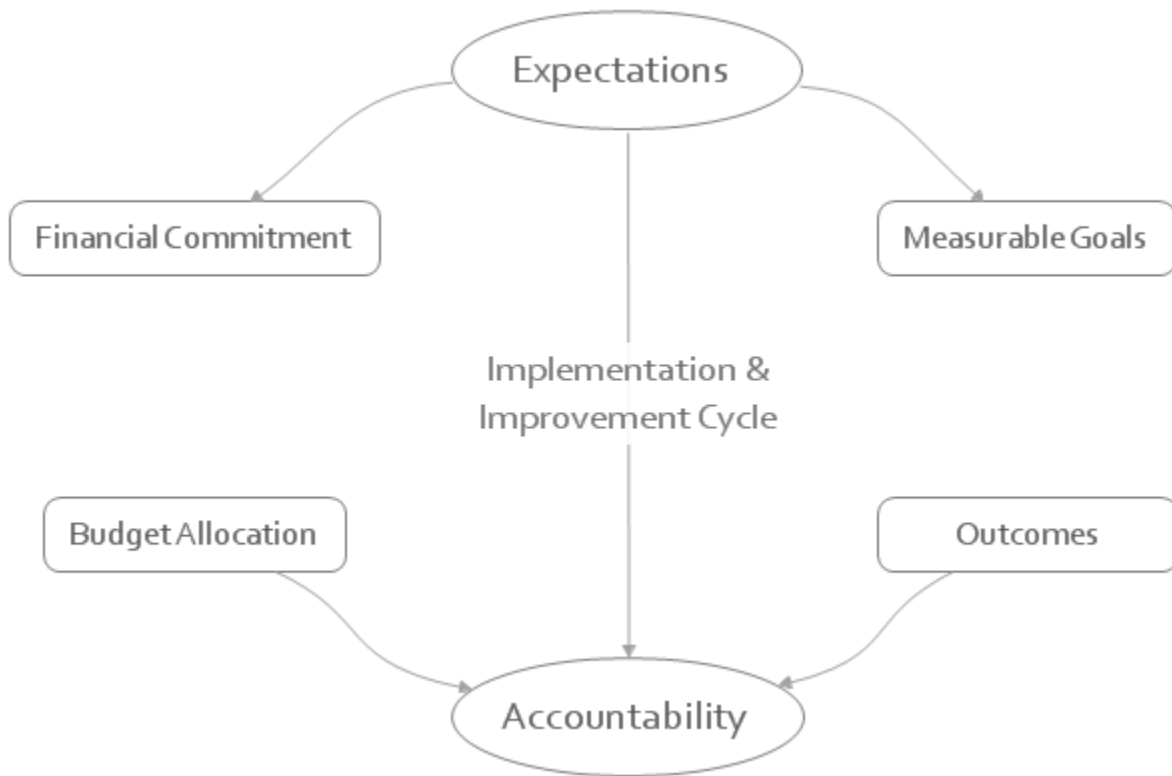 Expectations
Financial Commitment
Measurable Goals
Implementation &
Improvement Cycle
Budget Allocation
Outcomes
Accountability